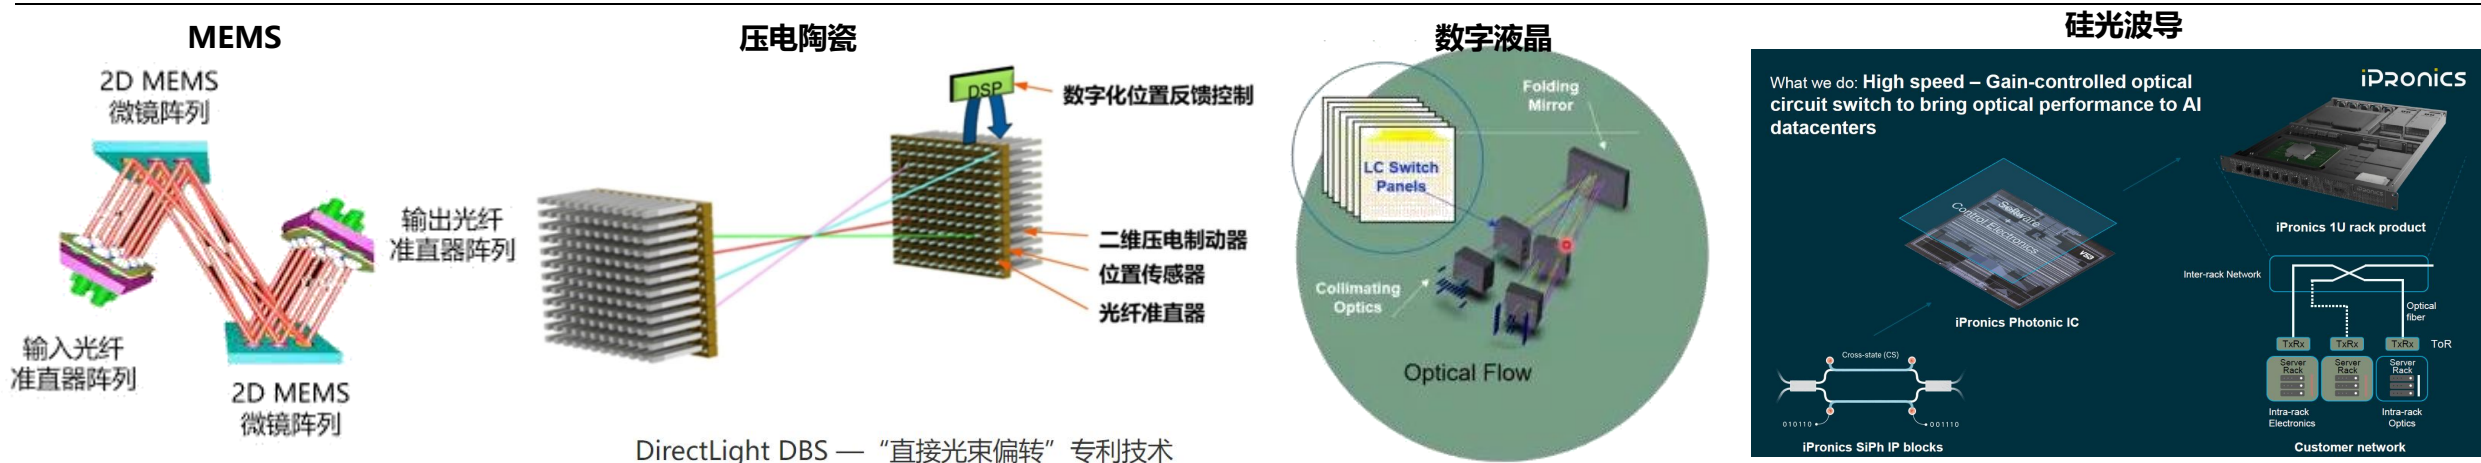 MEMS
2D MEMS
微镜阵列
输出光纤
准直器阵列
输入光纤
准直器阵列
2D MEMS
微镜阵列
压电陶瓷
DSP
数字化位置反馈控制
二维压电制动器
位置传感器
光纤准直器
DirectLight DBS — “直接光束偏转”专利技术
数字液晶
Folding
Mirror
LC Switch
Panels
Collimating
Optics
Optical Flow
硅光波导
What we do: High speed – Gain-controlled optical
circuit switch to bring optical performance to AI
datacenters
iPRONICS
iPronics 1U rack product
Software
Control Electronics
iPronics Photonic IC
Inter-rack Network
Optical
fiber
TxRx
TxRx
TxRx
ToR
Server
Rack
Server
Rack
Server
Rack
Intra-rack
Electronics
Intra-rack
Optics
Customer network
Cross-state (CS)
010110
001110
iPronics SiPh IP blocks